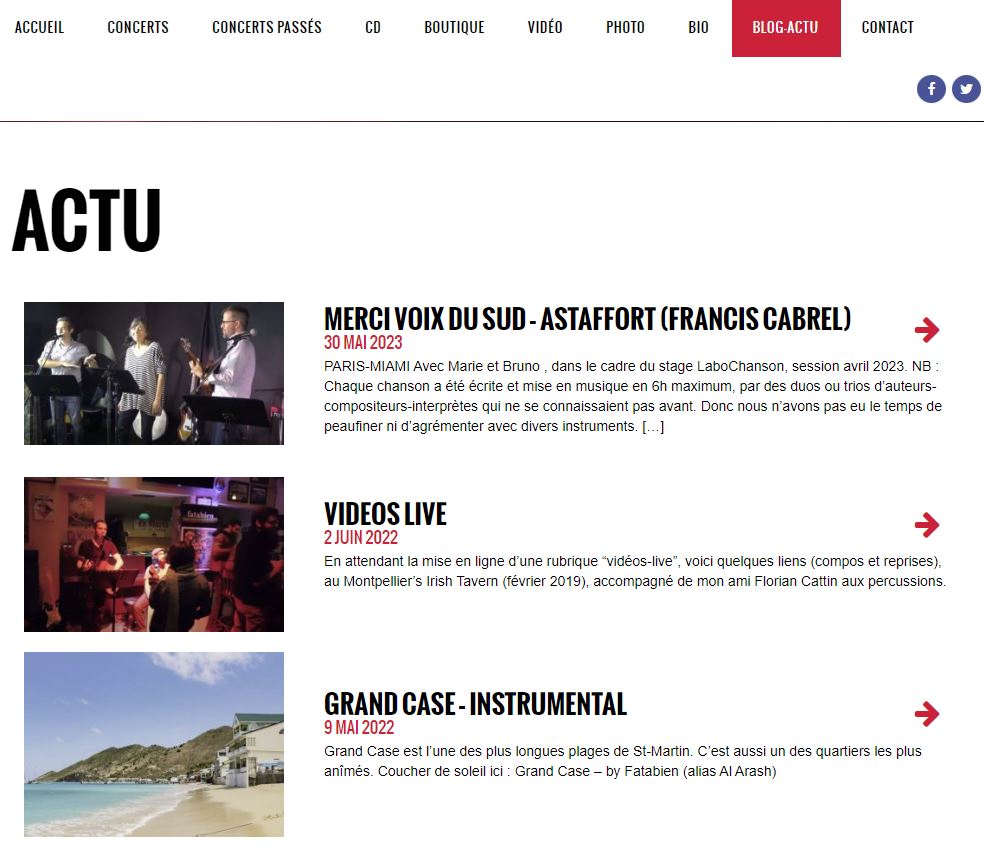 ACCUEIL CONCERTS CONCERTS PASSÉS CD BOUTIQUE VIDÉO PHOTO BIO BLOG-ACTU CONTACT
ACTU
MERCI VOIX DU SUD - ASTAFFORT (FRANCIS CABREL)
30 MAI 2023
PARIS-MIAMI Avec Marie et Bruno , dans le cadre du stage LaboChanson, session avril 2023. NB :
Chaque chanson a été écrite et mise en musique en 6h maximum, par des duos ou trios d’auteurs-
compositeurs-interprètes qui ne se connaissaient pas avant. Donc nous n’avons pas eu le temps de
peaufiner ni d’agrémenter avec divers instruments. […]
fatabien
VIDEOS LIVE
2 JUIN 2022
En attendant la mise en ligne d’une rubrique “vidéos-live”, voici quelques liens (compos et reprises),
au Montpellier’s Irish Tavern (février 2019), accompagné de mon ami Florian Cattin aux percussions.
GRAND CASE - INSTRUMENTAL
9 MAI 2022
Grand Case est l’une des plus longues plages de St-Martin. C’est aussi un des quartiers les plus
anîmés. Coucher de soleil ici : Grand Case – by Fatabien (alias Al Arash)